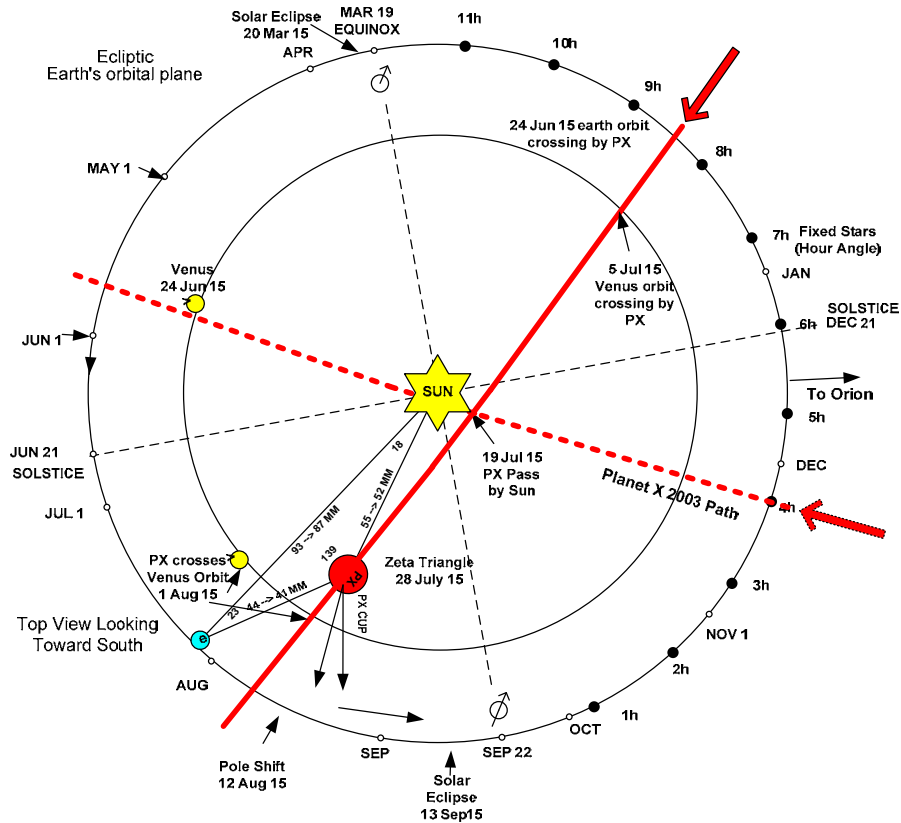 Solar Eclipse
20 Mar 15
MAR 19
EQUINOX
11h
10h
9h
8h
7h
6h
5h
4h
3h
2h
1h
Ecliptic
Earth's orbital plane
APR
MAY 1
24 Jun 15 earth orbit
crossing by PX
Fixed Stars
(Hour Angle)
JAN
Venus
24 Jun 15
5 Jul 15
Venus orbit
crossing by
PX
SOLSTICE
DEC 21
JUN 1
SUN
To Orion
JUN 21
SOLSTICE
18
19 Jul 15
PX Pass
by Sun
DEC
Planet X 2003 Path
JUL 1
55 --> 52 MM
93 --> 87 MM
139
PX crosses
Venus Orbit
1 Aug 15
Zeta Triangle
28 July 15
PX
PX CUP
23
44 --> 41 MM
Top View Looking
Toward South
e
NOV 1
AUG
OCT
SEP
SEP 22
Pole Shift
12 Aug 15
Solar
Eclipse
13 Sep15